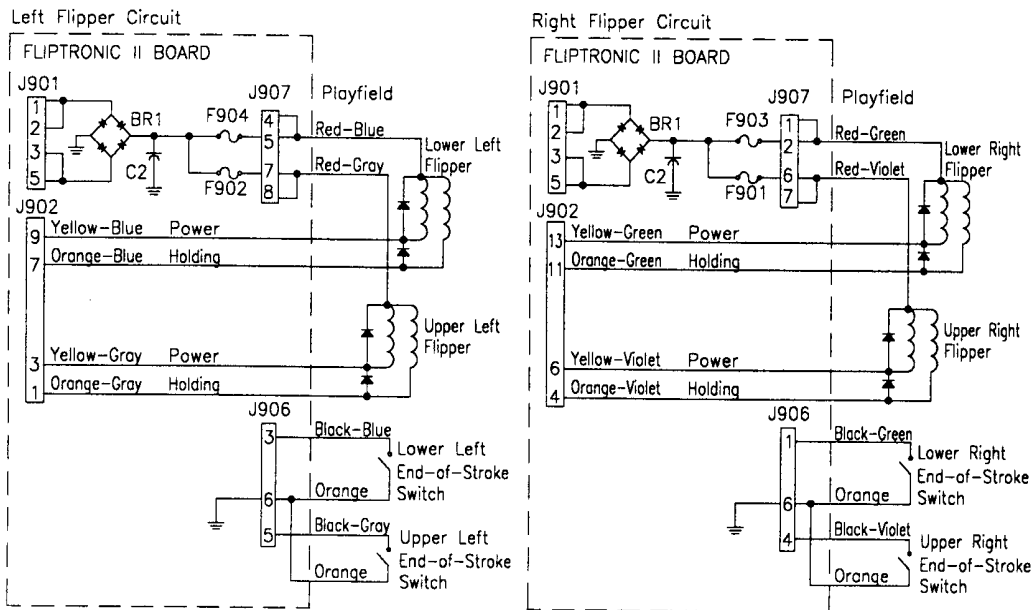 Left Flipper Circuit
FLIPTRONIC II BOARD
J901
1
2
3
5
BR1
C2
F904
F902
J907
4
5
7
8
Playfield
Red-Blue
Red-Gray
Lower Left
Flipper
J902
9
7
3
1
Yellow-Blue Power
Orange-Blue Holding
Upper Left
Flipper
Yellow-Gray Power
Orange-Gray Holding
J906
3
6
5
Black-Blue
Lower Left
End-of-Stroke
Switch
Orange
Black-Gray
Upper Left
End-of-Stroke
Switch
Orange
Right Flipper Circuit
FLIPTRONIC II BOARD
J901
1
2
3
5
BR1
C2
F903
F901
J907
1
2
6
7
Playfield
Red-Green
Red-Violet
Lower Right
Flipper
J902
13
11
6
4
Yellow-Green Power
Orange-Green Holding
Upper Right
Flipper
Yellow-Violet Power
Orange-Violet Holding
J906
1
6
4
Black-Green
Lower Right
End-of-Stroke
Switch
Orange
Black-Violet
Upper Right
End-of-Stroke
Switch
Orange